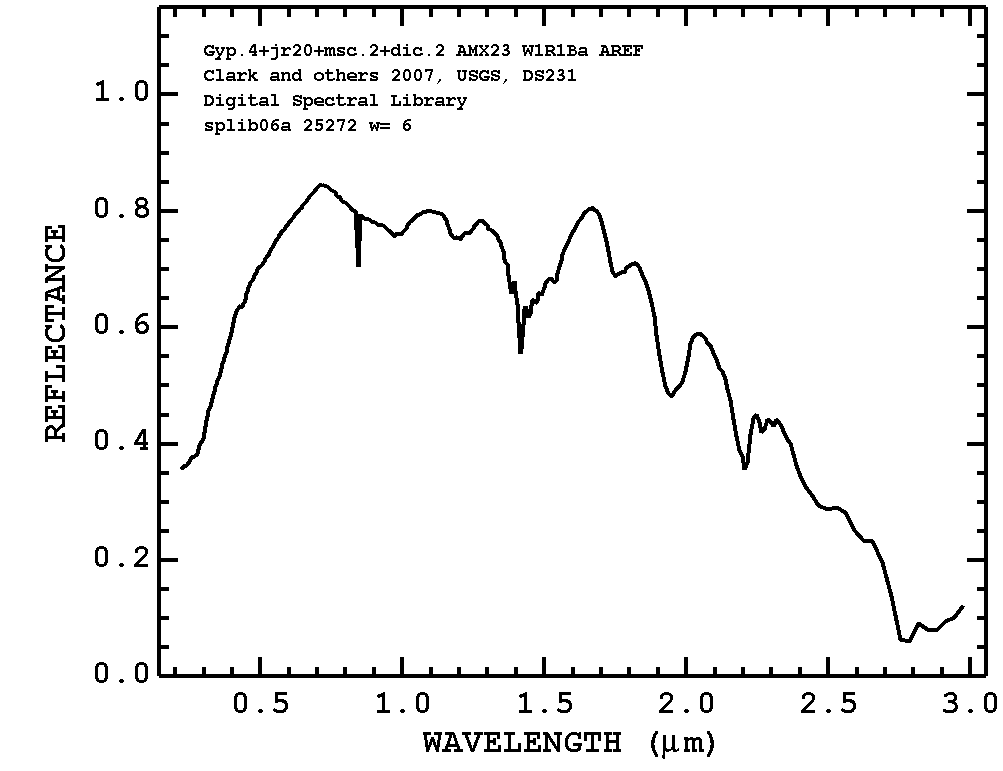 Gyp.4+jr20+msc.2+dic.2 AMX23 W1R1Ba AREF
Clark and others 2007, USGS, DS231
Digital Spectral Library
splib06a 25272 w= 6
1.0
0.8
0.6
0.4
0.2
0.0
REFLECTANCE
0.5 1.0 1.5 2.0 2.5 3.0
WAVELENGTH (μm)